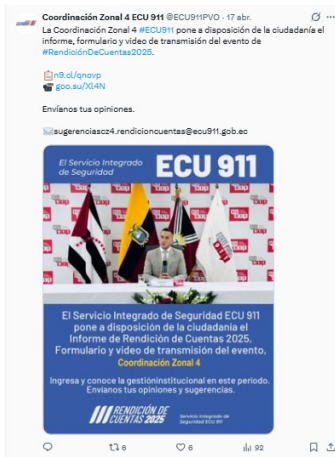 Coordinación Zonal 4 ECU 911 @ECU911PVO · 17 abr.
La Coordinación Zonal 4 #ECU911 pone a disposición de la ciudadanía el
informe, formulario y video de transmisión del evento de
#RendiciónDeCuentas2025.
n9.cl/qnovp
goo.su/Xl4N
Envíanos tus opiniones.
sugerenciascz4.rendicioncuentas@ecu911.gob.ec
El Servicio Integrado
de Seguridad
ECU 911
El Servicio Integrado de Seguridad ECU 911
pone a disposición de la ciudadanía el
Informe de Rendición de Cuentas 2025,
Formulario y video de transmisión del evento,
Coordinación Zonal 4
Ingresa y conoce la gestióninstitucional en este periodo.
Envíanos tus opiniones y sugerencias.
RENDICIÓN DE
CUENTAS 2025
Servicio Integrado de
Seguridad ECU 911
6
6
92